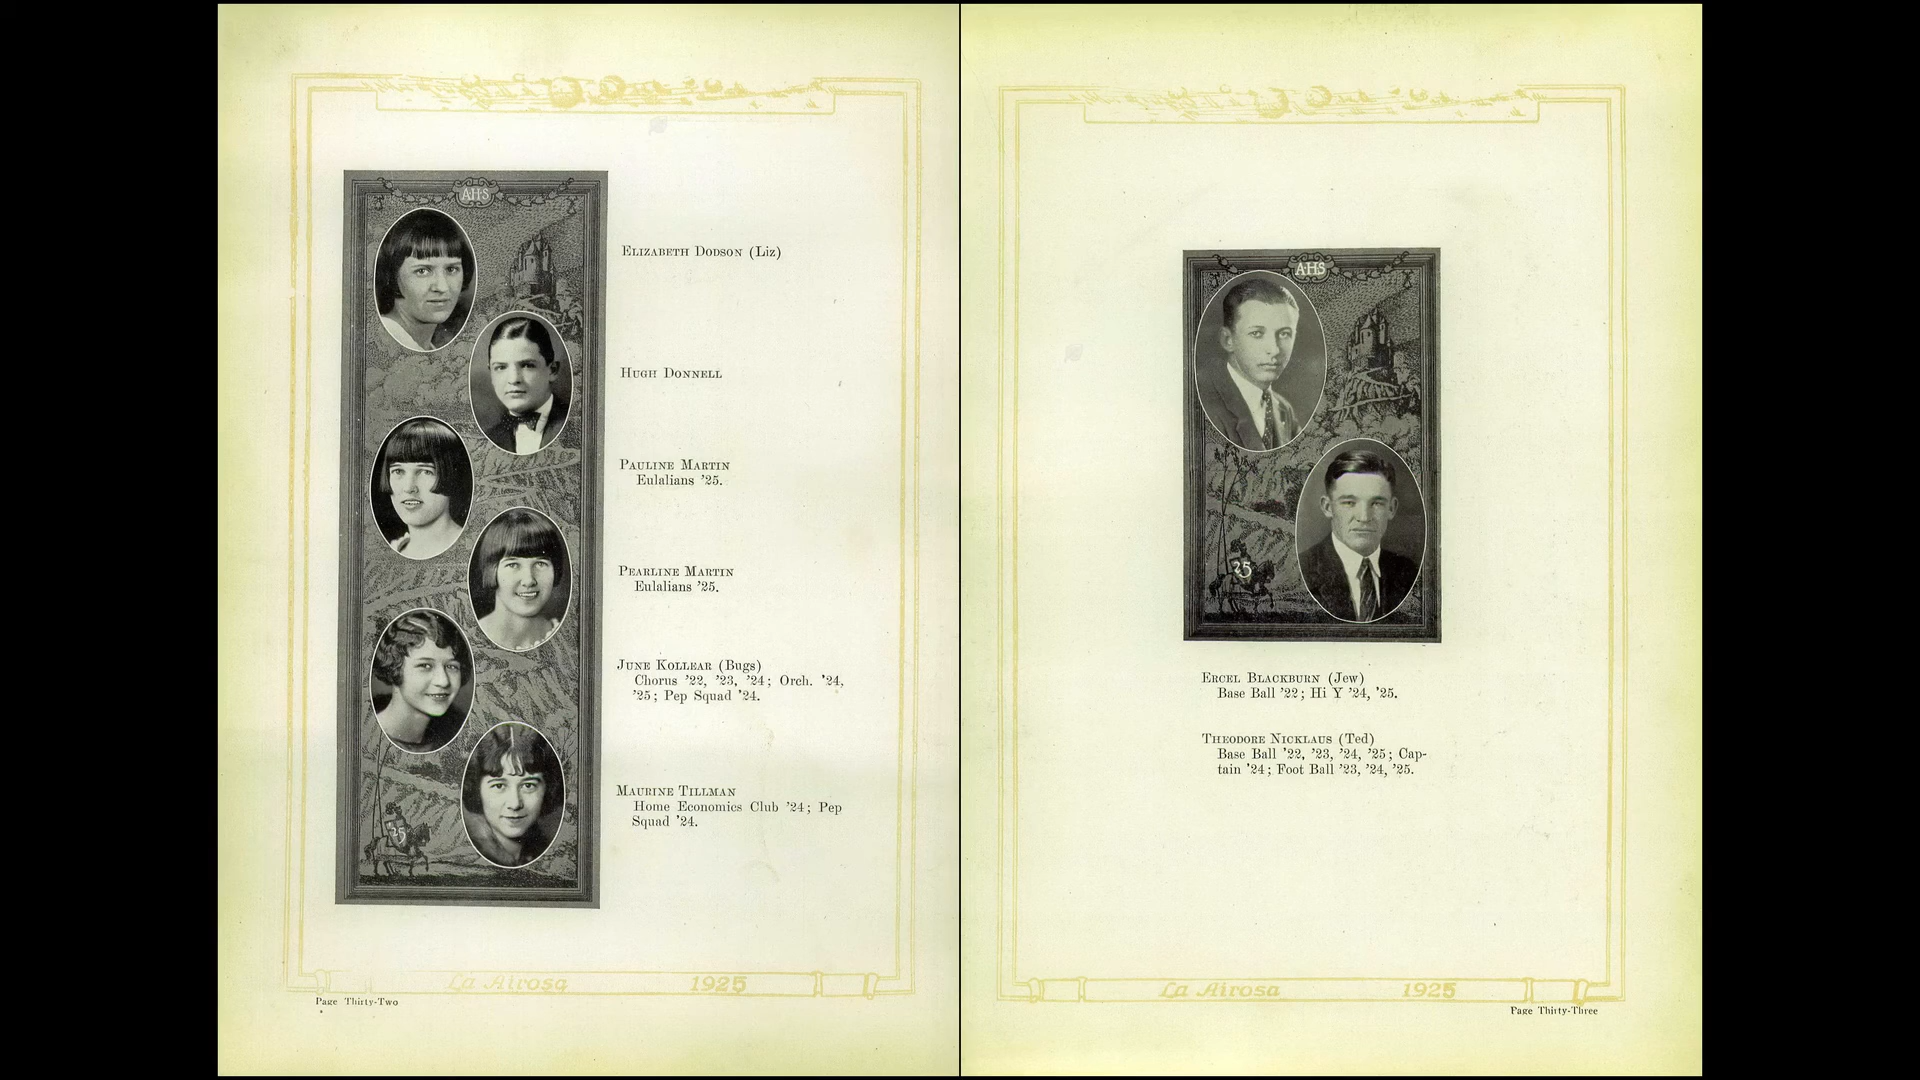 AHS
ELIZABETH DODSON (Liz)
HUGH DONNELL
PAULINE MARTIN
Eulalians '25.
PEARLINE MARTIN
Eulalians '25.
JUNE KOLLEAR (Bugs)
Chorus '22, '23, '24; Orch. '24,
'25; Pep Squad '24.
MAURINE TILLMAN
Home Economics Club '24; Pep
Squad '24.
25
La Airosa 1925
Page Thirty-Two
AHS
25
ERCEL BLACKBURN (Jew)
Base Ball '22; Hi Y '24, '25.
THEODORE NICKLAUS (Ted)
Base Ball '22, '23, '24, '25; Cap-
tain '24; Foot Ball '23, '24, '25.
La Airosa 1925
Page Thirty-Three